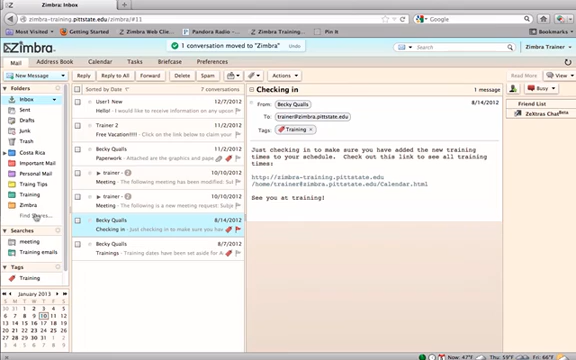 Zimbra: Inbox
zimbra-training.pittstate.edu/zimbra/#11
Google
Most Visited
Getting Started
Zimbra Web Clien...
Pandora Radio - ...
Zimbra Training...
Bookmarks
Zimbra
1 conversation moved to "Zimbra"
Undo
Zimbra Trainer
Mail
Address Book
Calendar
Tasks
Briefcase
Preferences
New Message
Reply
Reply to All
Forward
Delete
Spam
Actions
Read More
View
Folders
Inbox
Sent
Drafts
Junk
Trash
Costa Rica
Important Mail
Personal Mail
Traing Tips
Training
Zimbra
Find Shares...
Searches
meeting
Training emails
Tags
Training
January 2013
Sorted by Date
7 conversations
User1 New
12/7/2012
Hello! - I would like to receive information on any upcom
Trainer 2
11/2/2012
Free Vacation!!!! - Click on the link below to claim your
Becky Qualls
11/2/2012
Paperwork - Attached are the graphics and pape
trainer - 2
10/10/2012
Meeting - The following meeting has been modified: Subje
trainer - 2
10/10/2012
Meeting - The following is a new meeting request: Subje
Becky Qualls
8/14/2012
Checking in - Just checking in to make sure you hav
Becky Qualls
8/7/2012
Trainings - Training dates have been set aside for A
Checking in
1 message
From: Becky Qualls
8/14/2012
To: trainer@zimbra.pittstate.edu
Tags: Training
Just checking in to make sure you have added the new training
times to your schedule. Check out this link to see all training
times:
http://zimbra-training.pittstate.edu
/home/trainer@zimbra.pittstate.edu/Calendar.html
See you at training!
Busy
Friend List
ZeXtras Chat Beta
Now: 47°F
Thu: 59°F
Fri: 66°F